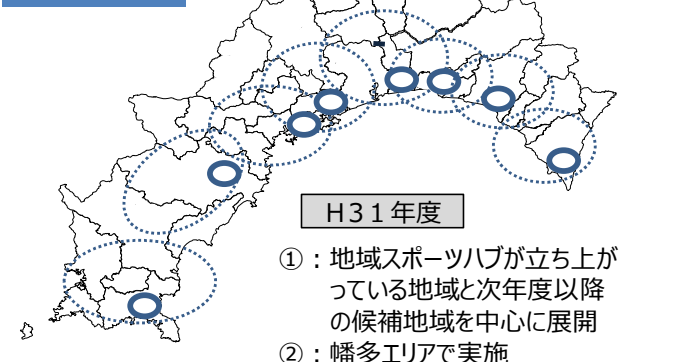 Ｈ３１年度
①：地域スポーツハブが立ち上が
っている地域と次年度以降
の候補地域を中心に展開
②：幡多エリアで実施